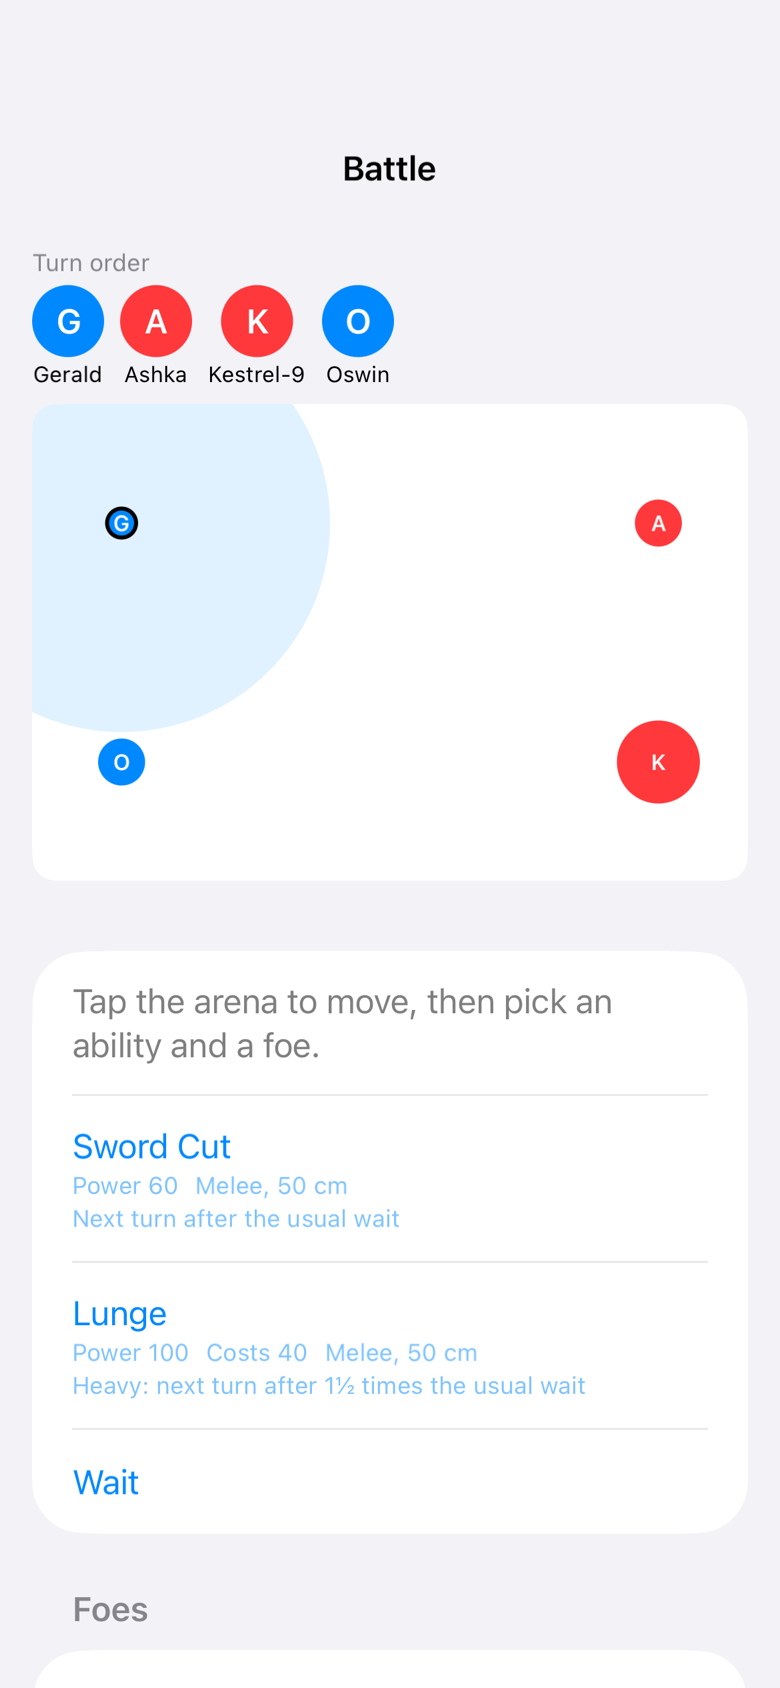 Battle
Turn order
G A K O
Gerald Ashka Kestrel-9 Oswin
G
A
O
K
Tap the arena to move, then pick an
ability and a foe.
Sword Cut
Power 60 Melee, 50 cm
Next turn after the usual wait
Lunge
Power 100 Costs 40 Melee, 50 cm
Heavy: next turn after 1½ times the usual wait
Wait
Foes